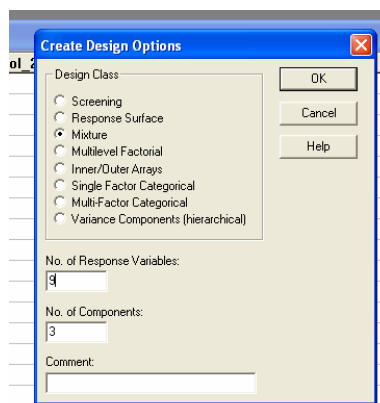 Create Design Options
ol_2
Design Class
OK
Screening
Response Surface
Cancel
Mixture
Multilevel Factorial
Help
Inner/Outer Arrays
Single Factor Categorical
Multi-Factor Categorical
Variance Components (hierarchical)
No. of Response Variables:
9
No. of Components:
3
Comment: